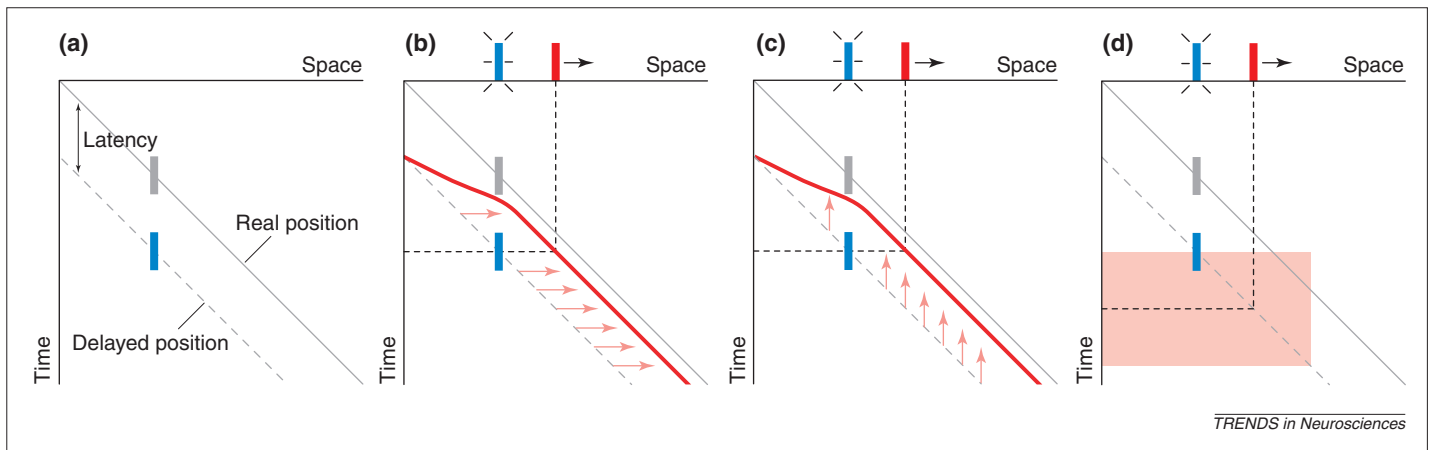 (a)
Space
Latency
Real position
Delayed position
Time
(b)
Space
Time
(c)
Space
Time
(d)
Space
Time
TRENDS in Neurosciences